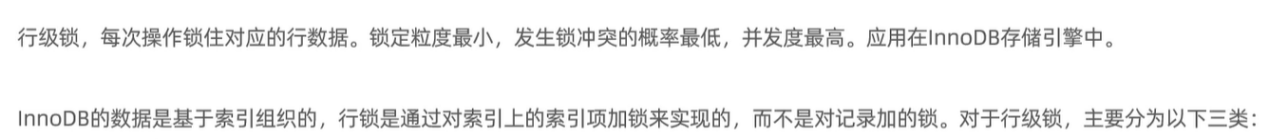 行级锁，每次操作锁住对应的行数据。锁定粒度最小，发生锁冲突的概率最低，并发度最高。应用在InnoDB存储引擎中。
InnoDB的数据是基于索引组织的，行锁是通过对索引上的索引项加锁来实现的，而不是对记录加的锁。对于行级锁，主要分为以下三类：